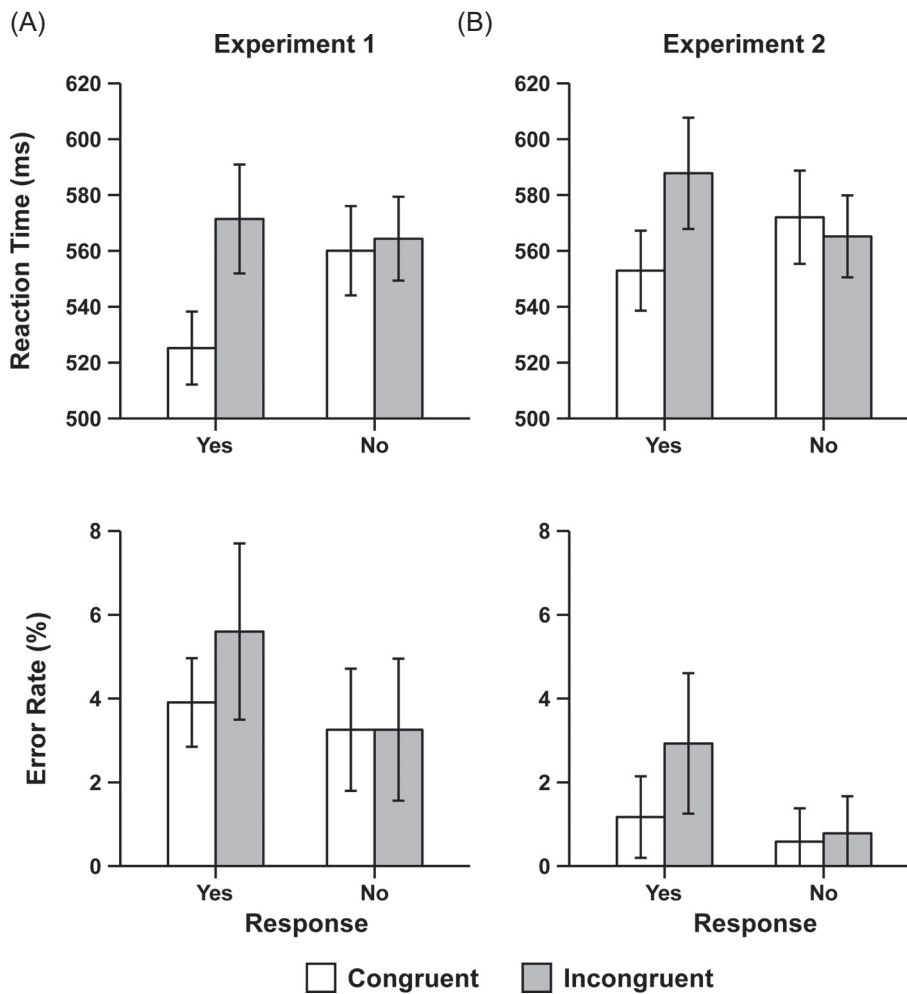 (A)
Experiment 1
Reaction Time (ms)
620
600
580
560
540
520
500
Yes
No
(B)
Experiment 2
620
600
580
560
540
520
500
Yes
No
Error Rate (%)
8
6
4
2
0
Yes
No
Response
8
6
4
2
0
Yes
No
Response
Congruent
Incongruent